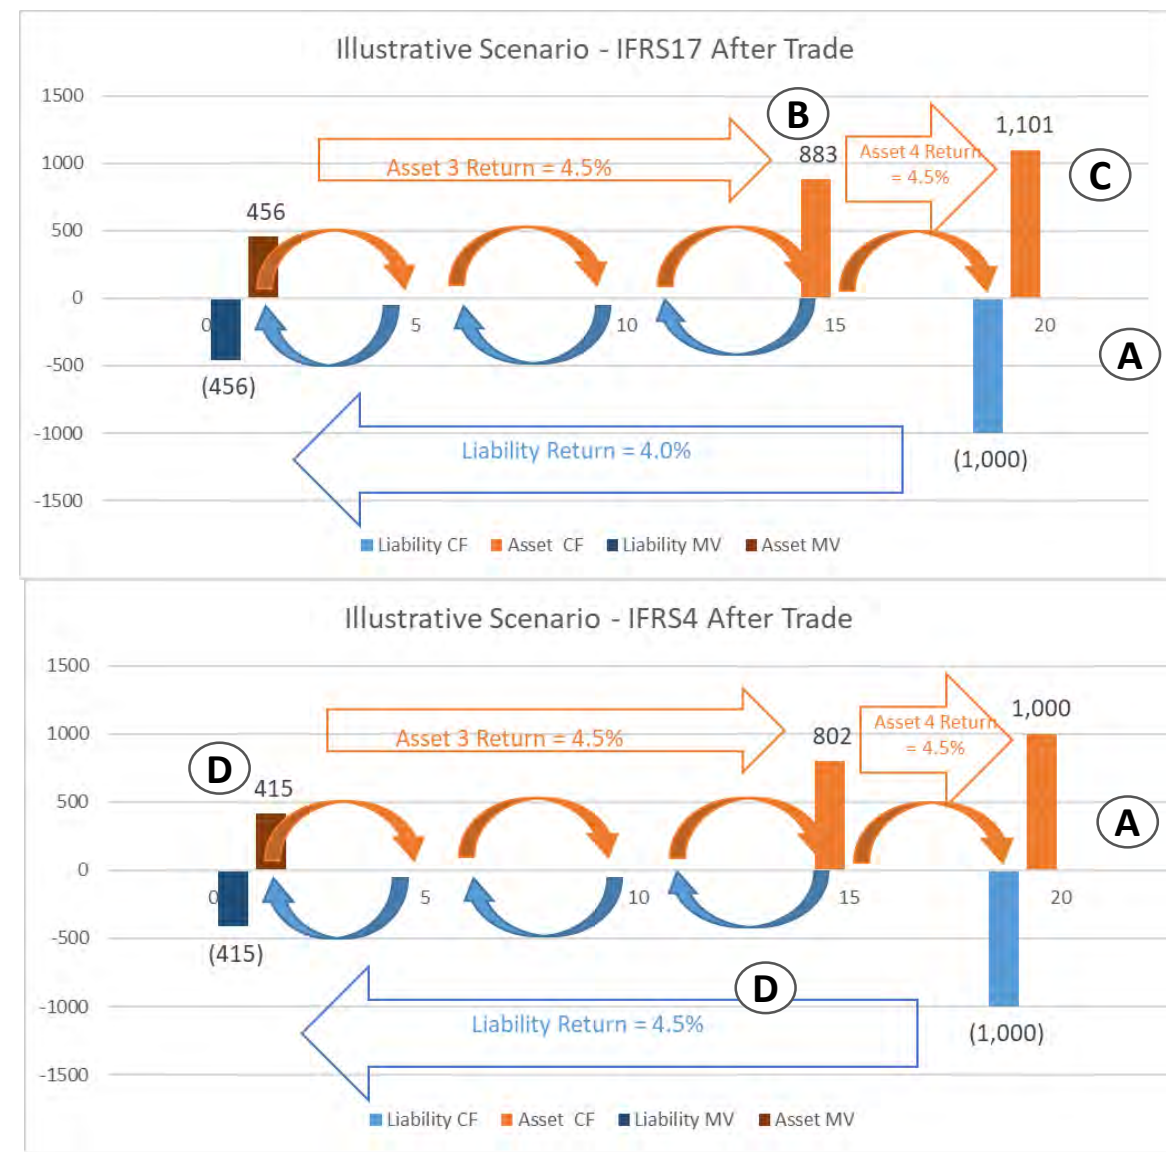 Illustrative Scenario - IFRS17 After Trade
1500
B
1,101
1000
Asset 3 Return = 4.5%
883
Asset 4 Return
= 4.5%
C
500
456
0
0
5
10
15
20
-500
(456)
A
-1000
Liability Return = 4.0%
(1,000)
-1500
Liability CF Asset CF Liability MV Asset MV
Illustrative Scenario - IFRS4 After Trade
1500
1,000
1000
Asset 3 Return = 4.5%
802
Asset 4 Return
= 4.5%
D
415
500
A
0
0
5
10
15
20
-500
(415)
D
-1000
Liability Return = 4.5%
(1,000)
-1500
Liability CF Asset CF Liability MV Asset MV